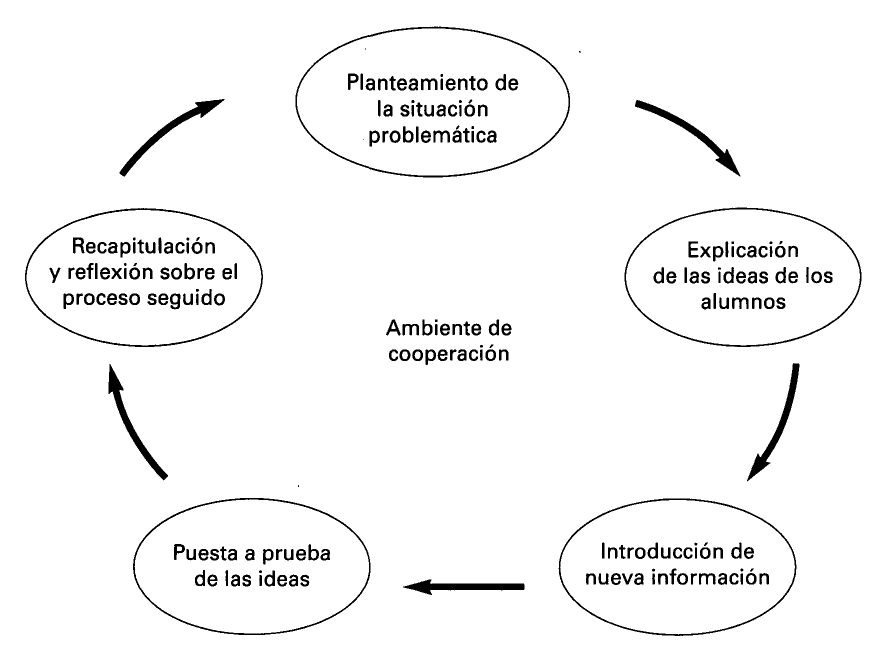 Planteamiento de
la situación
problemática
Explicación
de las ideas de los
alumnos
Introducción de
nueva información
Puesta a prueba
de las ideas
Recapitulación
y reflexión sobre el
proceso seguido
Ambiente de
cooperación